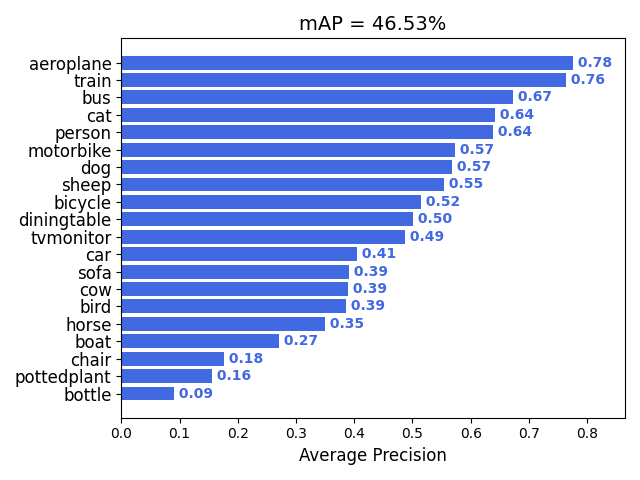 mAP = 46.53%
aeroplane 0.78
train 0.76
bus 0.67
cat 0.64
person 0.64
motorbike 0.57
dog 0.57
sheep 0.55
bicycle 0.52
diningtable 0.50
tvmonitor 0.49
car 0.41
sofa 0.39
cow 0.39
bird 0.39
horse 0.35
boat 0.27
chair 0.18
pottedplant 0.16
bottle 0.09
0.0 0.1 0.2 0.3 0.4 0.5 0.6 0.7 0.8
Average Precision